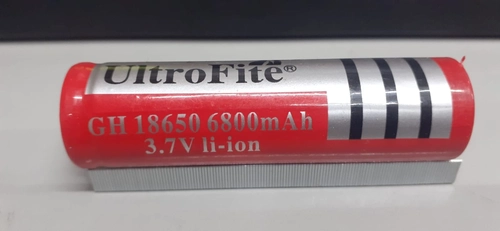 UltroFite®
GH 18650 6800mAh
3.7V li-ion